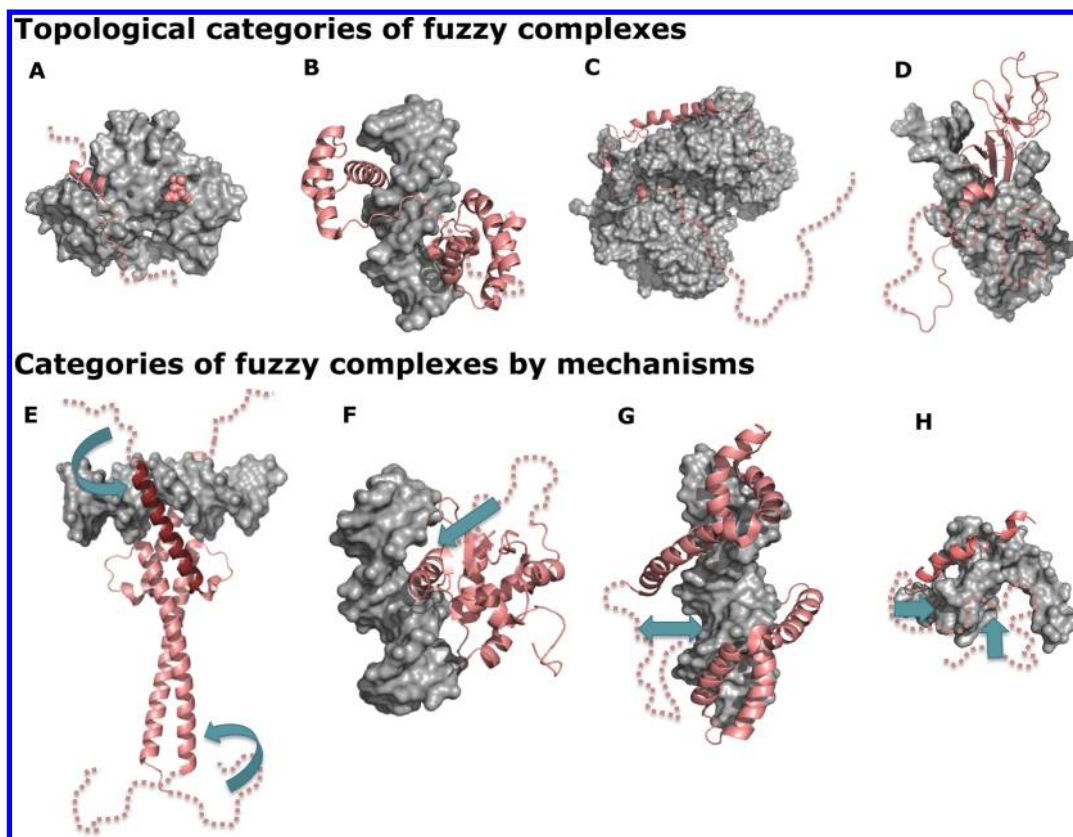 Topological categories of fuzzy complexes
A B C D
Categories of fuzzy complexes by mechanisms
E F G H